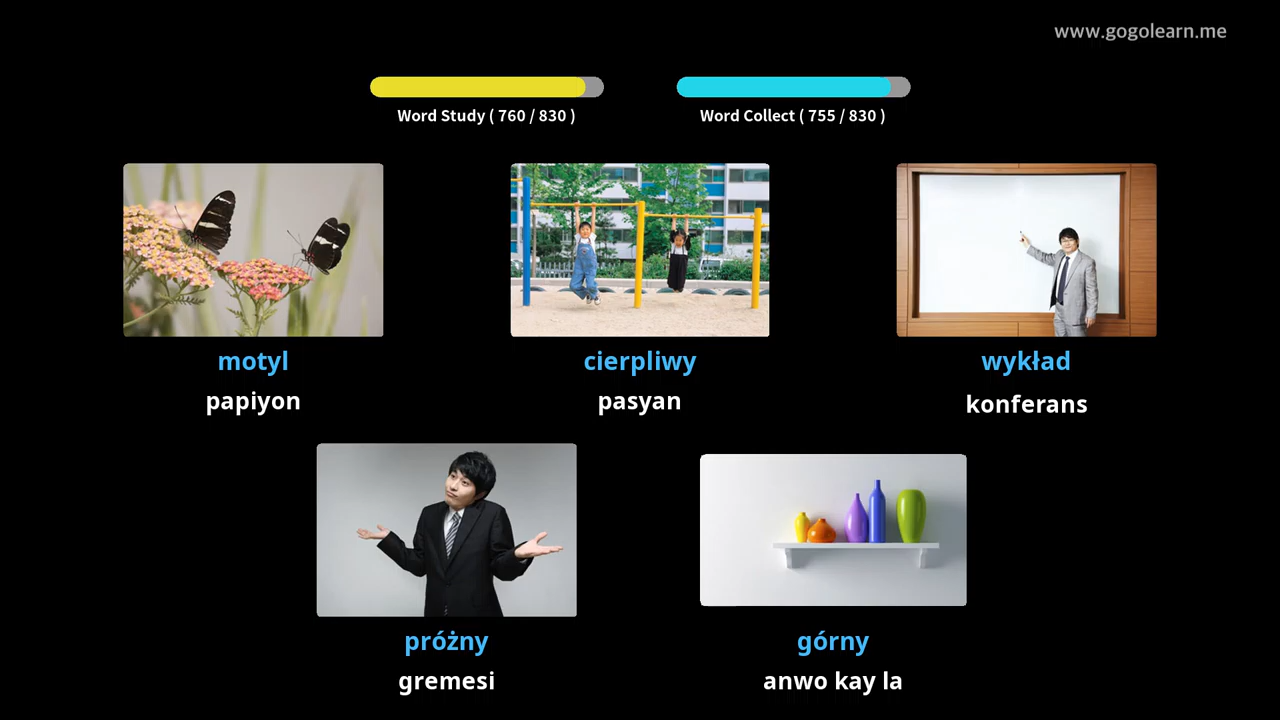 www.gogolearn.me
Word Study ( 760 / 830 )
Word Collect ( 755 / 830 )
motyl
papiyon
cierpliwy
pasyan
wykład
konferans
próżny
gremesi
górny
anwo kay la